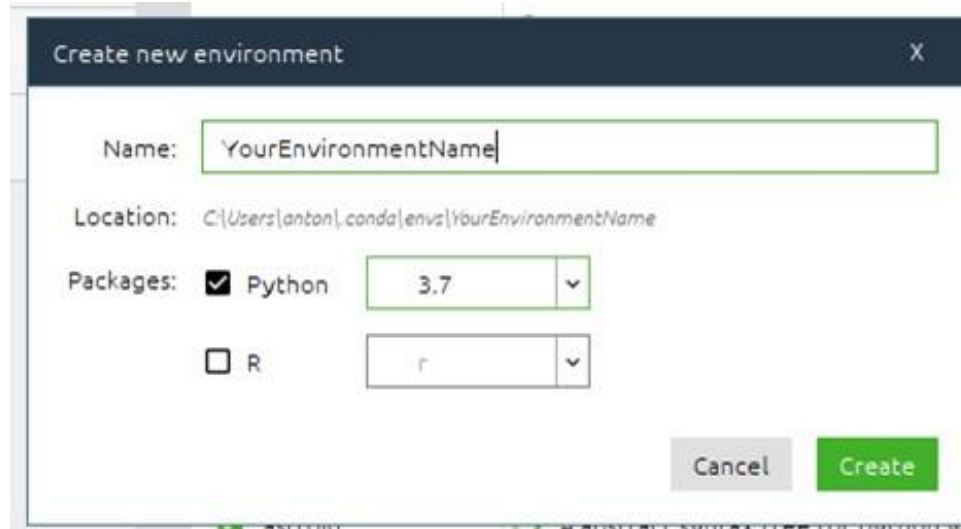 Create new environment X
Name: YourEnvironmentName
Location: C:\Users\anton\.conda\envs\YourEnvironmentName
Packages: Python 3.7
R r
Cancel Create